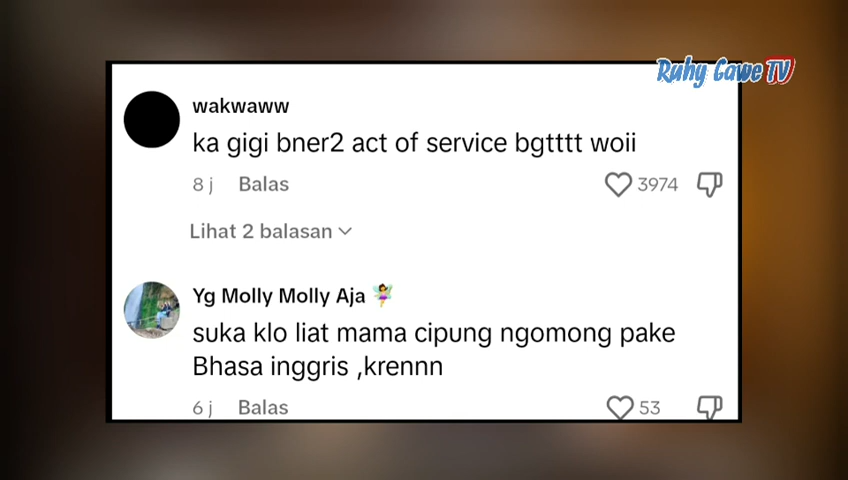 Ruhy Gawe TV
wakwaww
ka gigi bner2 act of service bgtttt woii
8 j Balas 3974
Lihat 2 balasan
Yg Molly Molly Aja 🧚‍♀️
suka klo liat mama cipung ngomong pake
Bhasa inggris ,krennn
6 j Balas 53